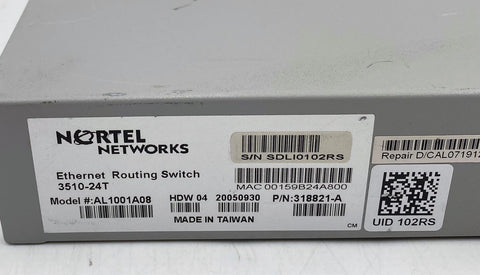 NORTEL
NETWORKS
S/N SDLI0102RS
Repair D/CAL071912
Ethernet Routing Switch
3510-24T
MAC 00159B24A800
Model #:AL1001A08 HDW 04 20050930 P/N:318821-A
MADE IN TAIWAN
CM
UID 102RS